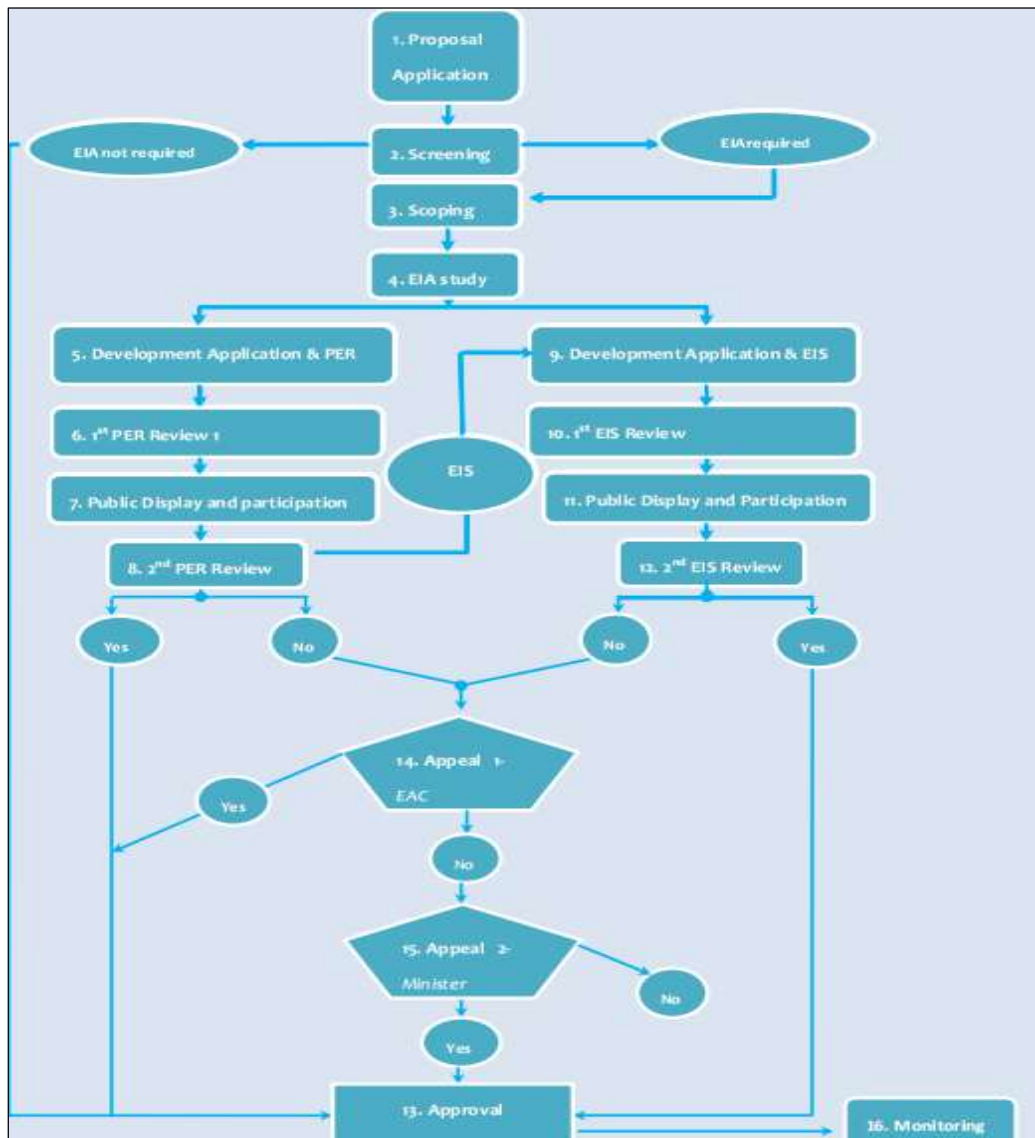 1. Proposal
Application
EIA not required
2. Screening
EIA required
3. Scoping
4. EIA study
5. Development Application & PER
9. Development Application & EIS
6. 1st PER Review 1
10. 1st EIS Review
EIS
7. Public Display and participation
11. Public Display and Participation
8. 2nd PER Review
12. 2nd EIS Review
Yes
No
No
Yes
14. Appeal 1-
EAC
Yes
No
15. Appeal 2-
Minister
No
Yes
13. Approval
16. Monitoring